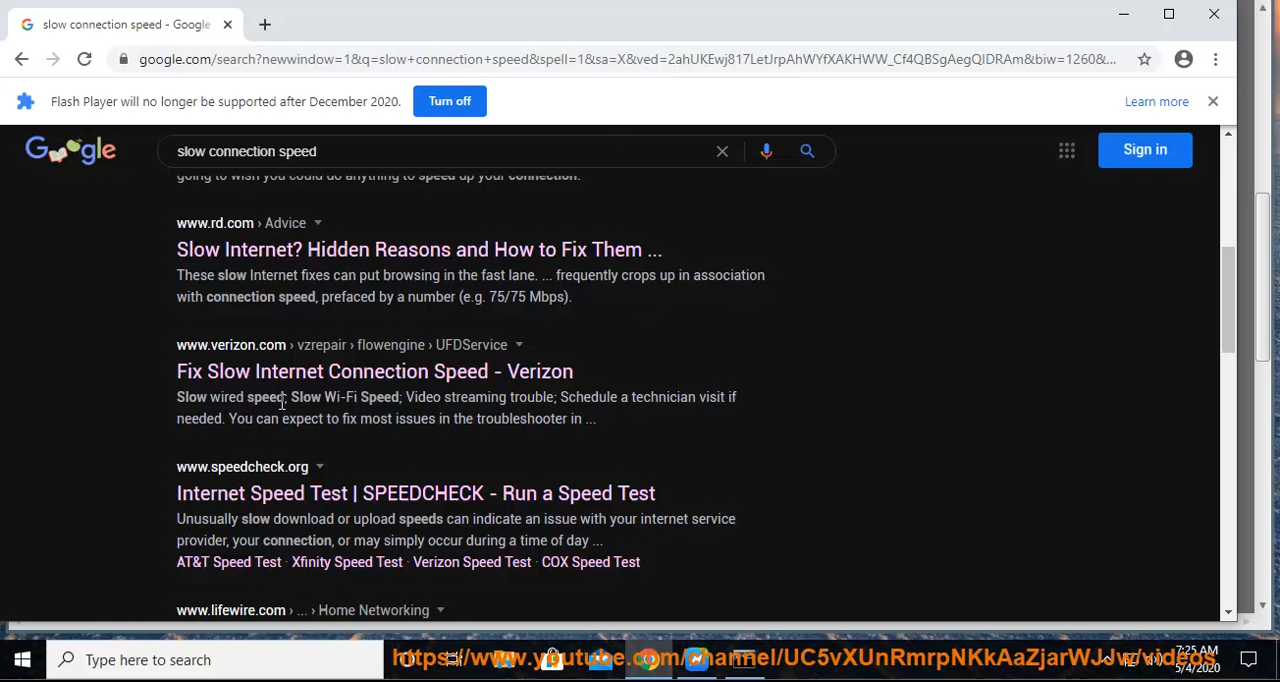 slow connection speed - Google
google.com/search?newwindow=1&q=slow+connection+speed&spell=1&sa=X&ved=2ahUKEwj817LetJrpAhWYfXAKHWW_Cf4QBSgAegQIDRAm&biw=1260&...
Flash Player will no longer be supported after December 2020. Turn off Learn more
Google slow connection speed Sign in
going to wish you could do anything to speed up your connection.
www.rd.com › Advice
Slow Internet? Hidden Reasons and How to Fix Them ...
These slow Internet fixes can put browsing in the fast lane. ... frequently crops up in association
with connection speed, prefaced by a number (e.g. 75/75 Mbps).
www.verizon.com › vzrepair › flowengine › UFDService
Fix Slow Internet Connection Speed - Verizon
Slow wired speed; Slow Wi-Fi Speed; Video streaming trouble; Schedule a technician visit if
needed. You can expect to fix most issues in the troubleshooter in ...
www.speedcheck.org
Internet Speed Test | SPEEDCHECK - Run a Speed Test
Unusually slow download or upload speeds can indicate an issue with your internet service
provider, your connection, or may simply occur during a time of day ...
AT&T Speed Test · Xfinity Speed Test · Verizon Speed Test · COX Speed Test
www.lifewire.com › ... › Home Networking
Type here to search
https://www.youtube.com/channel/UC5vXUnRmrpNKkAaZjarWJJw/videos
7:25 AM
5/4/2020